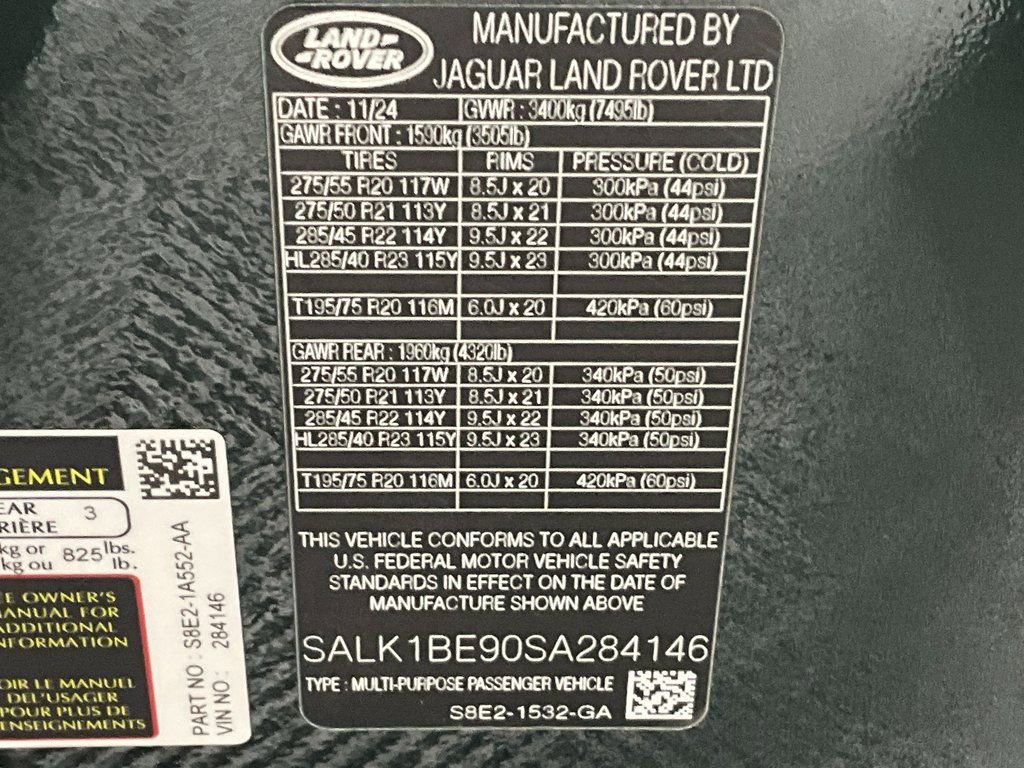 LAND ROVER
MANUFACTURED BY
JAGUAR LAND ROVER LTD
DATE : 11/24 GVWR : 3400kg (7495lb)
GAWR FRONT : 1590kg (3505lb)
TIRES RIMS PRESSURE (COLD)
275/55 R20 117W 8.5J x 20 300kPa (44psi)
275/50 R21 113Y 8.5J x 21 300kPa (44psi)
285/45 R22 114Y 9.5J x 22 300kPa (44psi)
HL285/40 R23 115Y 9.5J x 23 300kPa (44psi)
T195/75 R20 116M 6.0J x 20 420kPa (60psi)
GAWR REAR : 1960kg (4320lb)
275/55 R20 117W 8.5J x 20 340kPa (50psi)
275/50 R21 113Y 8.5J x 21 340kPa (50psi)
285/45 R22 114Y 9.5J x 22 340kPa (50psi)
HL285/40 R23 115Y 9.5J x 23 340kPa (50psi)
T195/75 R20 116M 6.0J x 20 420kPa (60psi)
THIS VEHICLE CONFORMS TO ALL APPLICABLE
U.S. FEDERAL MOTOR VEHICLE SAFETY
STANDARDS IN EFFECT ON THE DATE OF
MANUFACTURE SHOWN ABOVE
SALK1BE90SA284146
TYPE : MULTI-PURPOSE PASSENGER VEHICLE
S8E2-1532-GA
GEMENT
EAR 3
RIÈRE
kg or 825 lbs.
kg ou lb.
E OWNER'S
MANUAL FOR
ADDITIONAL
INFORMATION
OIR LE MANUEL
DEL'USAGER
POUR PLUS DE
ENSEIGNEMENTS
PART NO : S8E2-1A552-AA
VIN NO : 284146